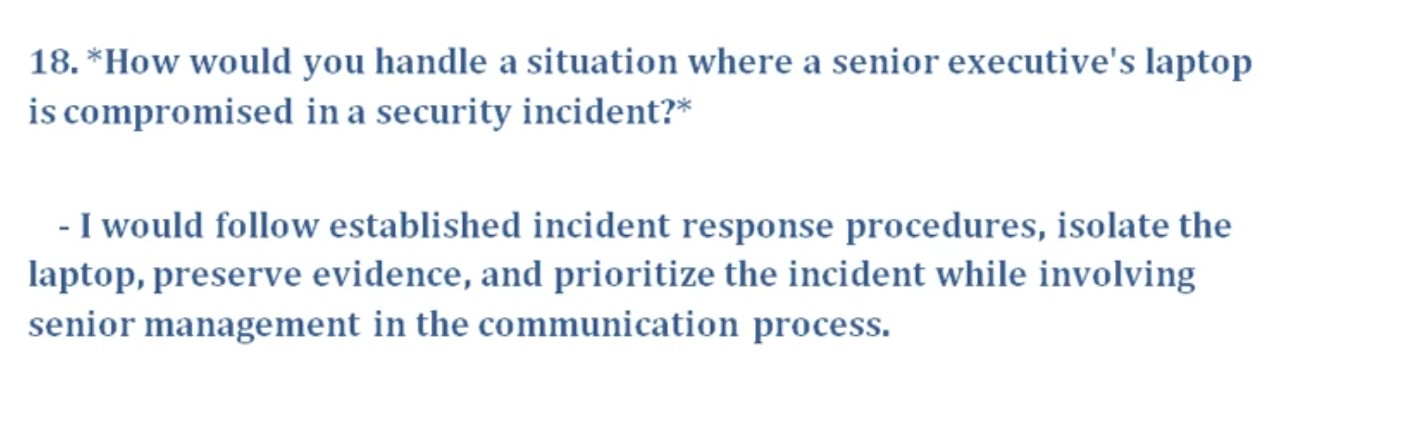 18. *How would you handle a situation where a senior executive's laptop
is compromised in a security incident?*
- I would follow established incident response procedures, isolate the
laptop, preserve evidence, and prioritize the incident while involving
senior management in the communication process.